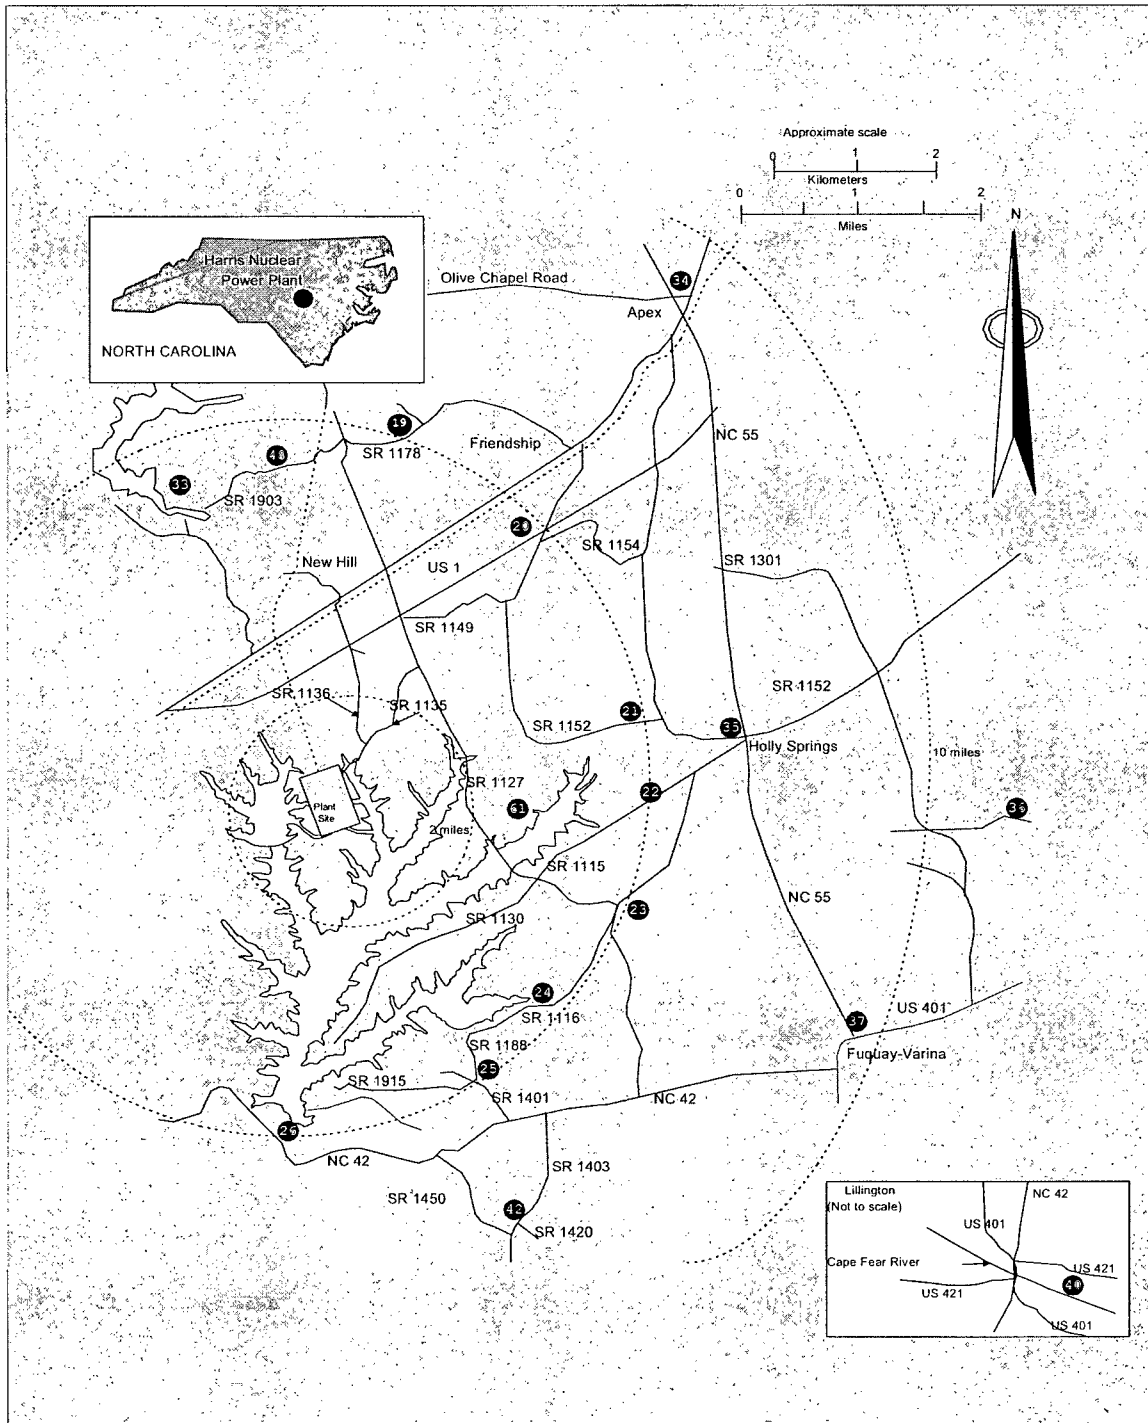 Approximate scale
0 1 2
Kilometers
0 1 2
Miles
N
Harris Nuclear
Power Plant
NORTH CAROLINA
Olive Chapel Road
34
Apex
19
Friendship
NC 55
SR 1178
33
SR 1903
SR 1154
New Hill
US 1
SR 1301
SR 1149
SR 1152
SR 1136
SR 1135
21
SR 1152
35
Holly Springs
10 miles
SR 1127
22
Plant
Site
61
2 miles
36
SR 1115
NC 55
SR 1130
23
24
US 401
SR 1116
37
SR 1188
Fuquay-Varina
25
SR 1915
SR 1401
NC 42
26
NC 42
SR 1403
SR 1450
42
SR 1420
Lillington
(Not to scale)
NC 42
US 401
Cape Fear River
US 421
US 421
US 401